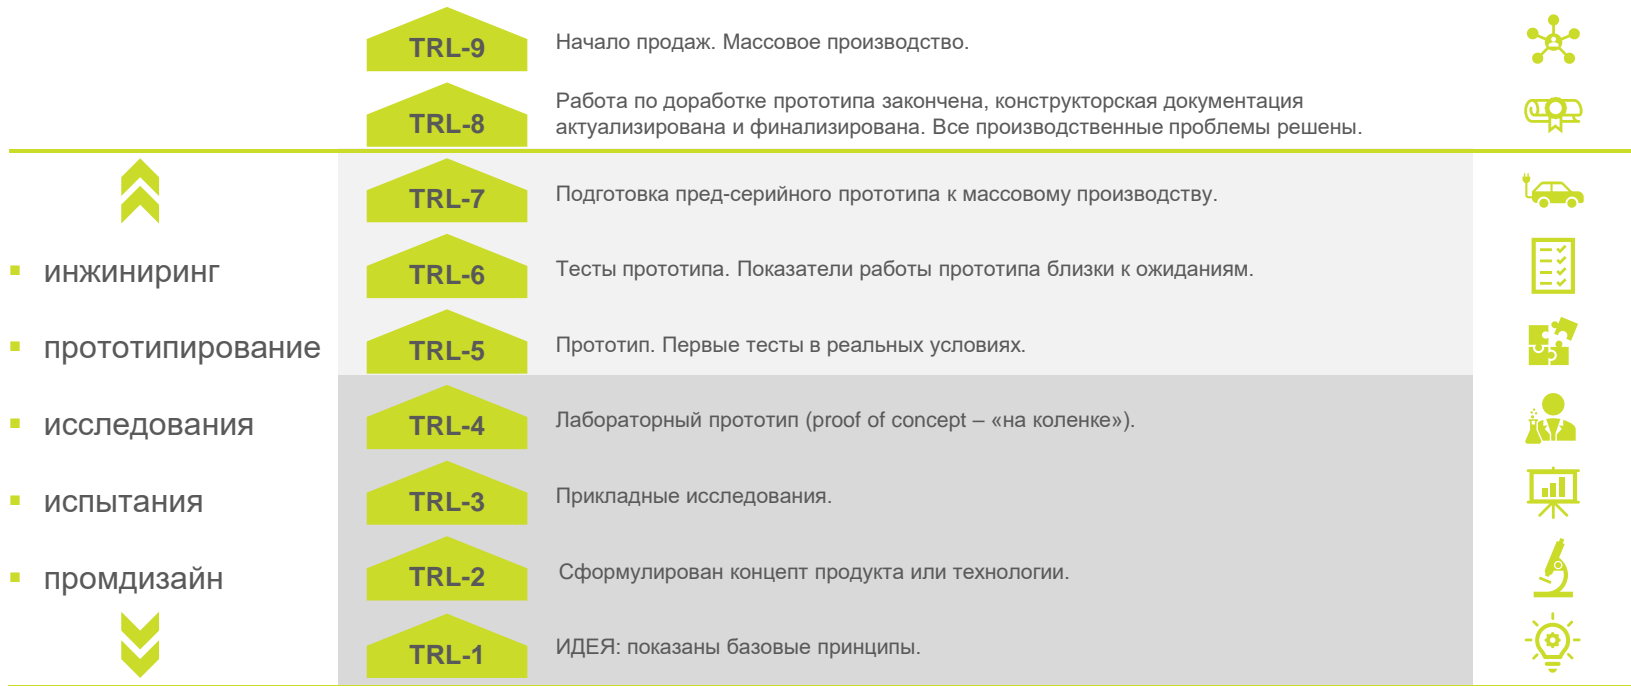 TRL-9
Начало продаж. Массовое производство.
TRL-8
Работа по доработке прототипа закончена, конструкторская документация
актуализирована и финализирована. Все производственные проблемы решены.
TRL-7
Подготовка пред-серийного прототипа к массовому производству.
▪ инжиниринг
TRL-6
Тесты прототипа. Показатели работы прототипа близки к ожиданиям.
▪ прототипирование
TRL-5
Прототип. Первые тесты в реальных условиях.
▪ исследования
TRL-4
Лабораторный прототип (proof of concept – «на коленке»).
▪ испытания
TRL-3
Прикладные исследования.
▪ промдизайн
TRL-2
Сформулирован концепт продукта или технологии.
TRL-1
ИДЕЯ: показаны базовые принципы.